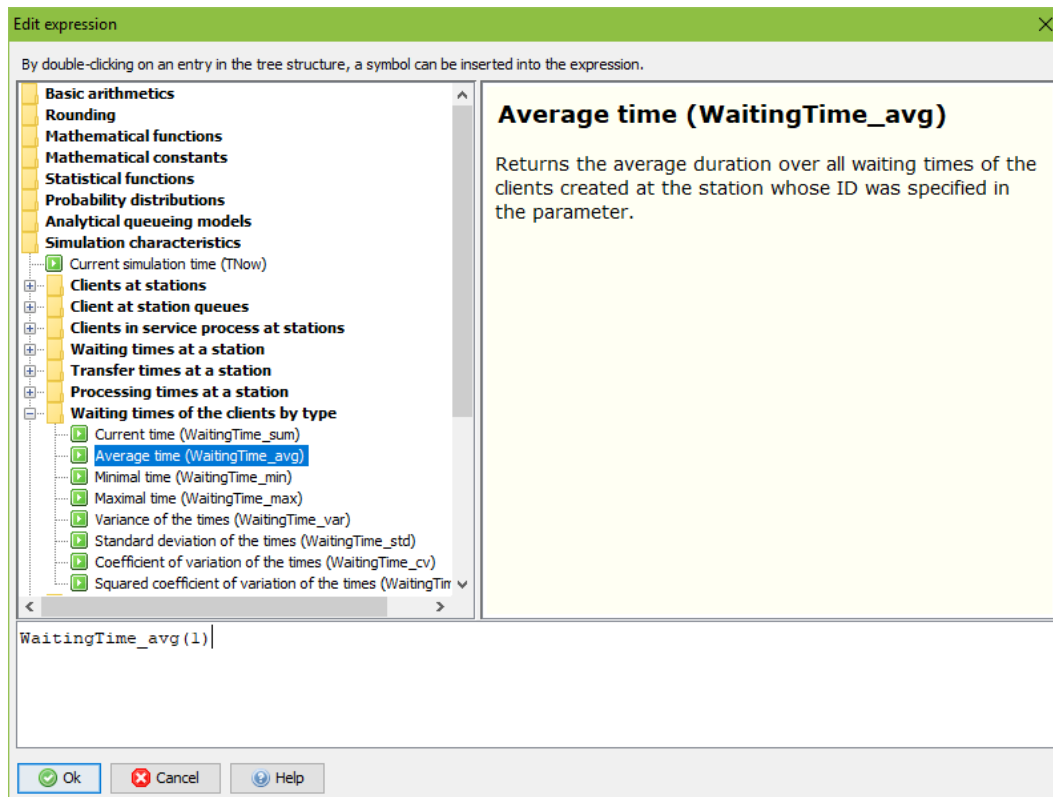 Edit expression
By double-clicking on an entry in the tree structure, a symbol can be inserted into the expression.
Basic arithmetics
Rounding
Mathematical functions
Mathematical constants
Statistical functions
Probability distributions
Analytical queueing models
Simulation characteristics
Current simulation time (TNow)
Clients at stations
Client at station queues
Clients in service process at stations
Waiting times at a station
Transfer times at a station
Processing times at a station
Waiting times of the clients by type
Current time (WaitingTime_sum)
Average time (WaitingTime_avg)
Minimal time (WaitingTime_min)
Maximal time (WaitingTime_max)
Variance of the times (WaitingTime_var)
Standard deviation of the times (WaitingTime_std)
Coefficient of variation of the times (WaitingTime_cv)
Squared coefficient of variation of the times (WaitingTim
Average time (WaitingTime_avg)
Returns the average duration over all waiting times of the
clients created at the station whose ID was specified in
the parameter.
WaitingTime_avg(1)
Ok Cancel Help